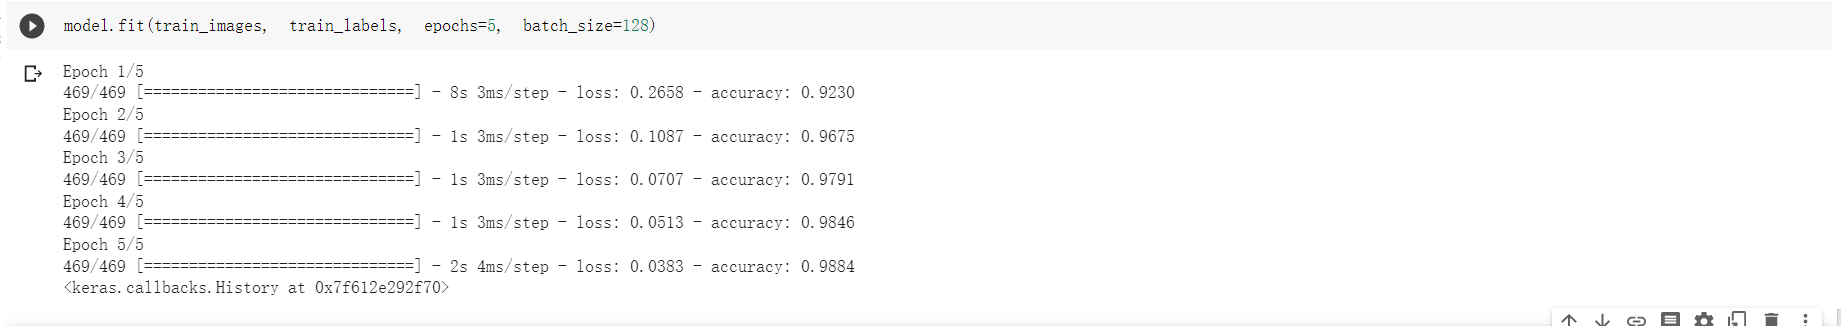 model.fit(train_images, train_labels, epochs=5, batch_size=128)
Epoch 1/5
469/469 [==============================] - 8s 3ms/step - loss: 0.2658 - accuracy: 0.9230
Epoch 2/5
469/469 [==============================] - 1s 3ms/step - loss: 0.1087 - accuracy: 0.9675
Epoch 3/5
469/469 [==============================] - 1s 3ms/step - loss: 0.0707 - accuracy: 0.9791
Epoch 4/5
469/469 [==============================] - 1s 3ms/step - loss: 0.0513 - accuracy: 0.9846
Epoch 5/5
469/469 [==============================] - 2s 4ms/step - loss: 0.0383 - accuracy: 0.9884
<keras.callbacks.History at 0x7f612e292f70>